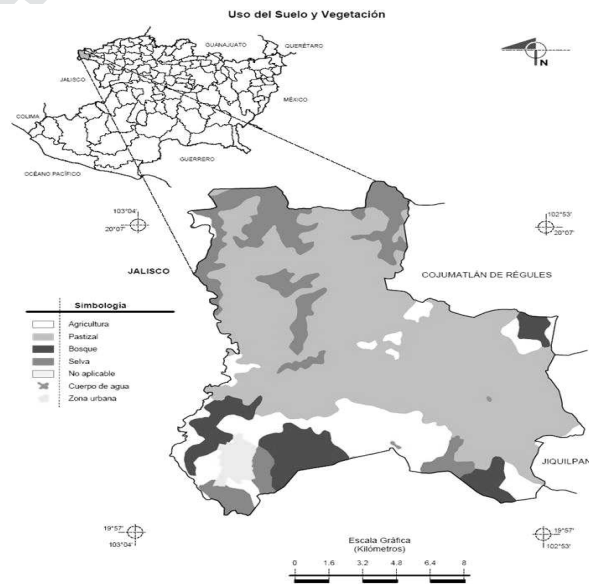 Uso del Suelo y Vegetación
GUANAJUATO
QUERÉTARO
JALISCO
MÉXICO
COLIMA
GUERRERO
OCÉANO PACÍFICO
N
103°04'
20°07'
102°53'
20°07'
JALISCO
COJUMATLÁN DE RÉGULES
Simbología
Agricultura
Pastizal
Bosque
Selva
No aplicable
Cuerpo de agua
Zona urbana
JIQUILPAN
19°57'
103°04'
19°57'
102°53'
Escala Gráfica
(Kilómetros)
0 1.6 3.2 4.8 6.4 8